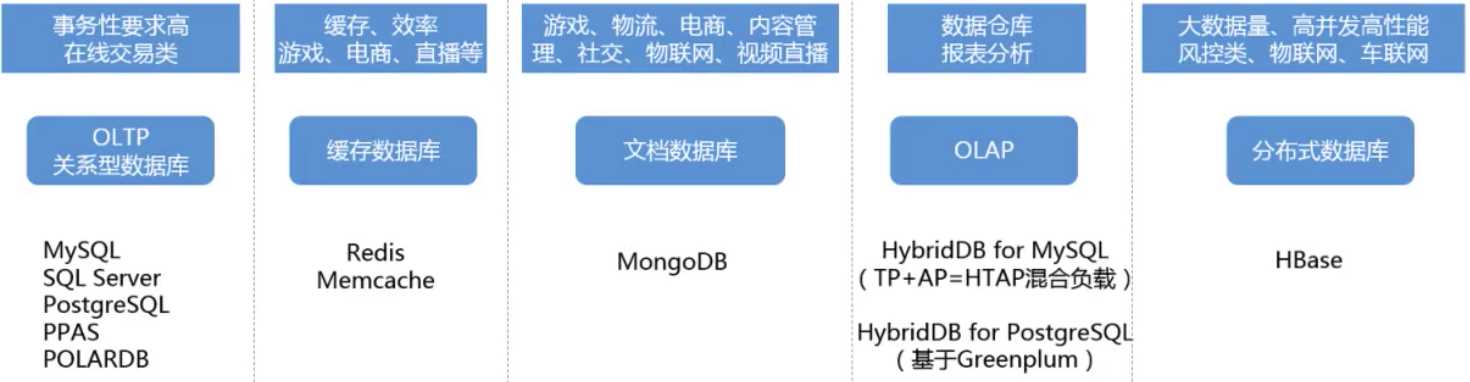 事务性要求高
在线交易类
缓存、效率
游戏、电商、直播等
游戏、物流、电商、内容管
理、社交、物联网、视频直播
数据仓库
报表分析
大数据量、高并发高性能
风控类、物联网、车联网
OLTP
关系型数据库
缓存数据库
文档数据库
OLAP
分布式数据库
MySQL
SQL Server
PostgreSQL
PPAS
POLARDB
Redis
Memcache
MongoDB
HybridDB for MySQL
（TP+AP=HTAP混合负载）
HybridDB for PostgreSQL
（基于Greenplum）
HBase